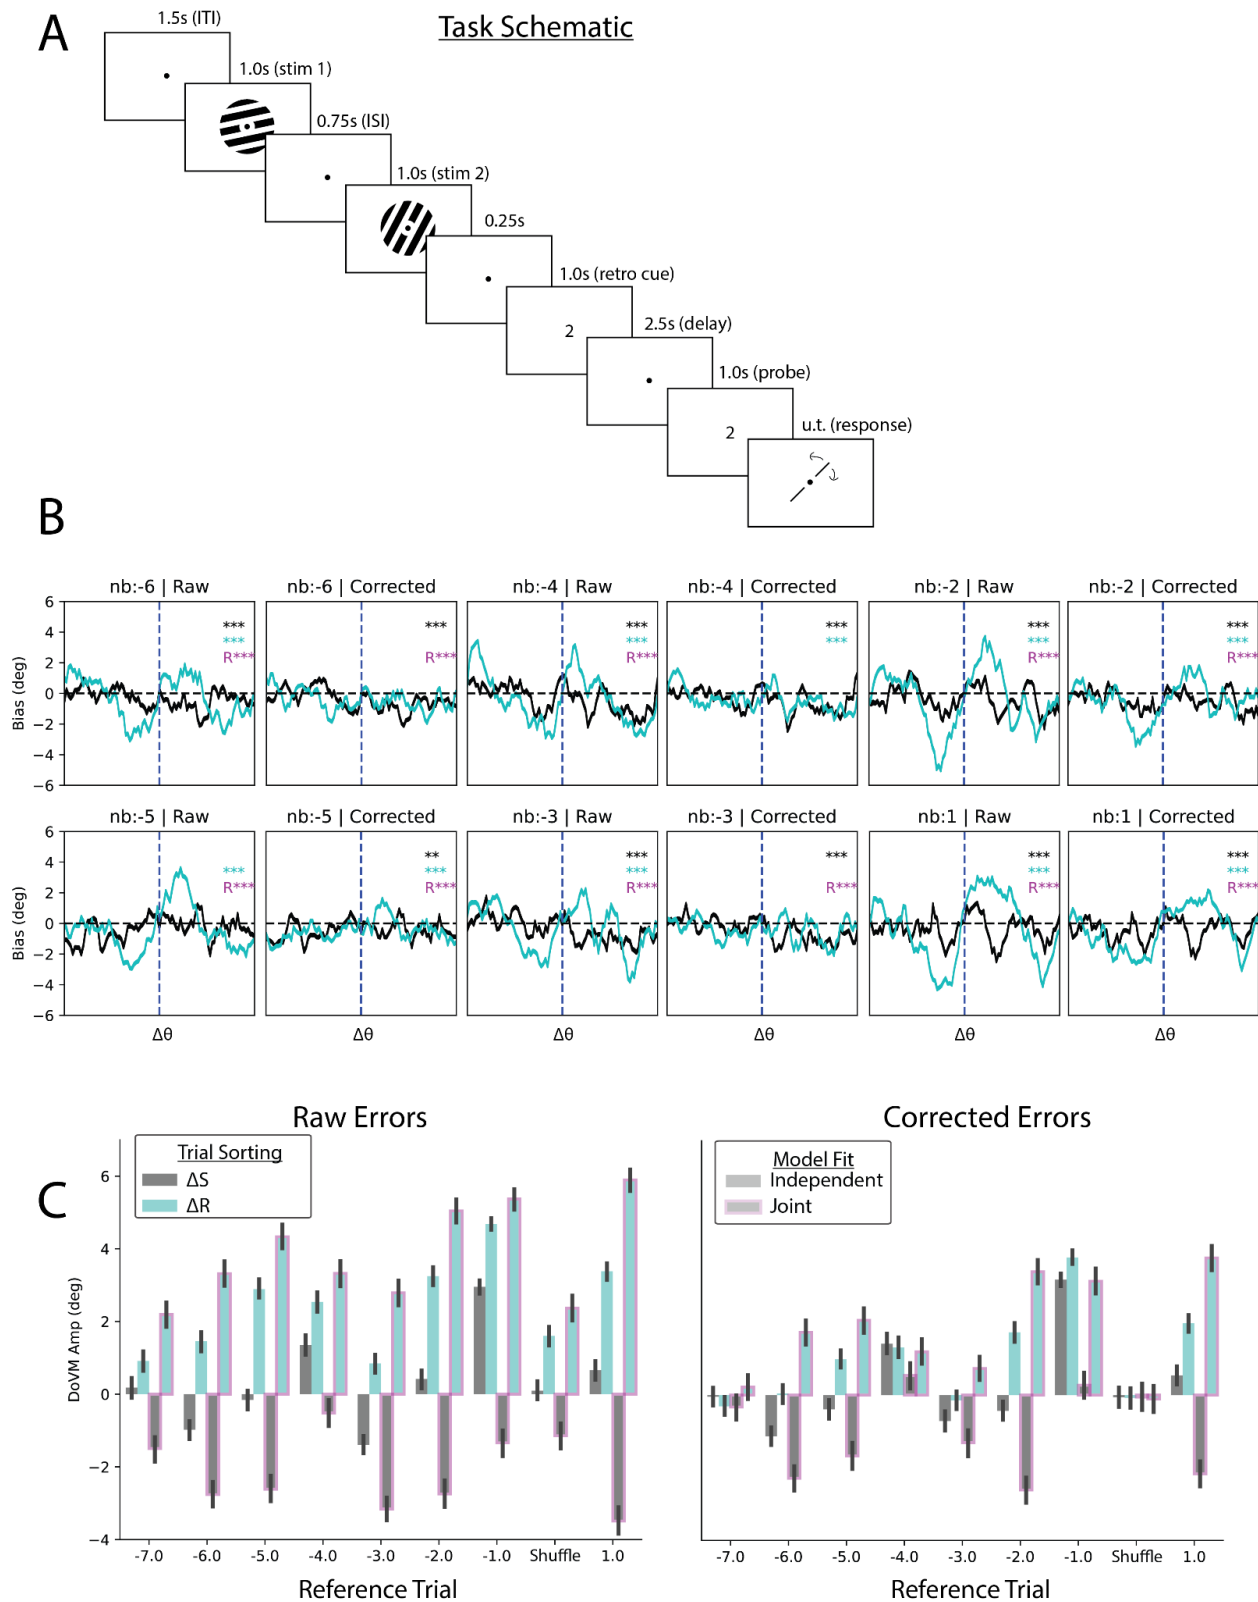 A
Task Schematic
1.5s (ITI)
1.0s (stim 1)
0.75s (ISI)
1.0s (stim 2)
0.25s
1.0s (retro cue)
2
2.5s (delay)
1.0s (probe)
2
u.t. (response)
B
nb:-6 | Raw
nb:-6 | Corrected
nb:-4 | Raw
nb:-4 | Corrected
nb:-2 | Raw
nb:-2 | Corrected
Bias (deg)
6
4
2
0
−2
−4
−6
***
***
R***
***
R***
***
***
R***
***
***
***
***
R***
***
***
R***
nb:-5 | Raw
nb:-5 | Corrected
nb:-3 | Raw
nb:-3 | Corrected
nb:1 | Raw
nb:1 | Corrected
Bias (deg)
6
4
2
0
−2
−4
−6
***
R***
**
***
R***
***
***
R***
***
R***
***
***
R***
***
***
R***
Δθ
Δθ
Δθ
Δθ
Δθ
Δθ
C
Raw Errors
Trial Sorting
ΔS
ΔR
DoVM Amp (deg)
6
4
2
0
−2
−4
-7.0 -6.0 -5.0 -4.0 -3.0 -2.0 -1.0 Shuffle 1.0
Reference Trial
Corrected Errors
Model Fit
Independent
Joint
-7.0 -6.0 -5.0 -4.0 -3.0 -2.0 -1.0 Shuffle 1.0
Reference Trial